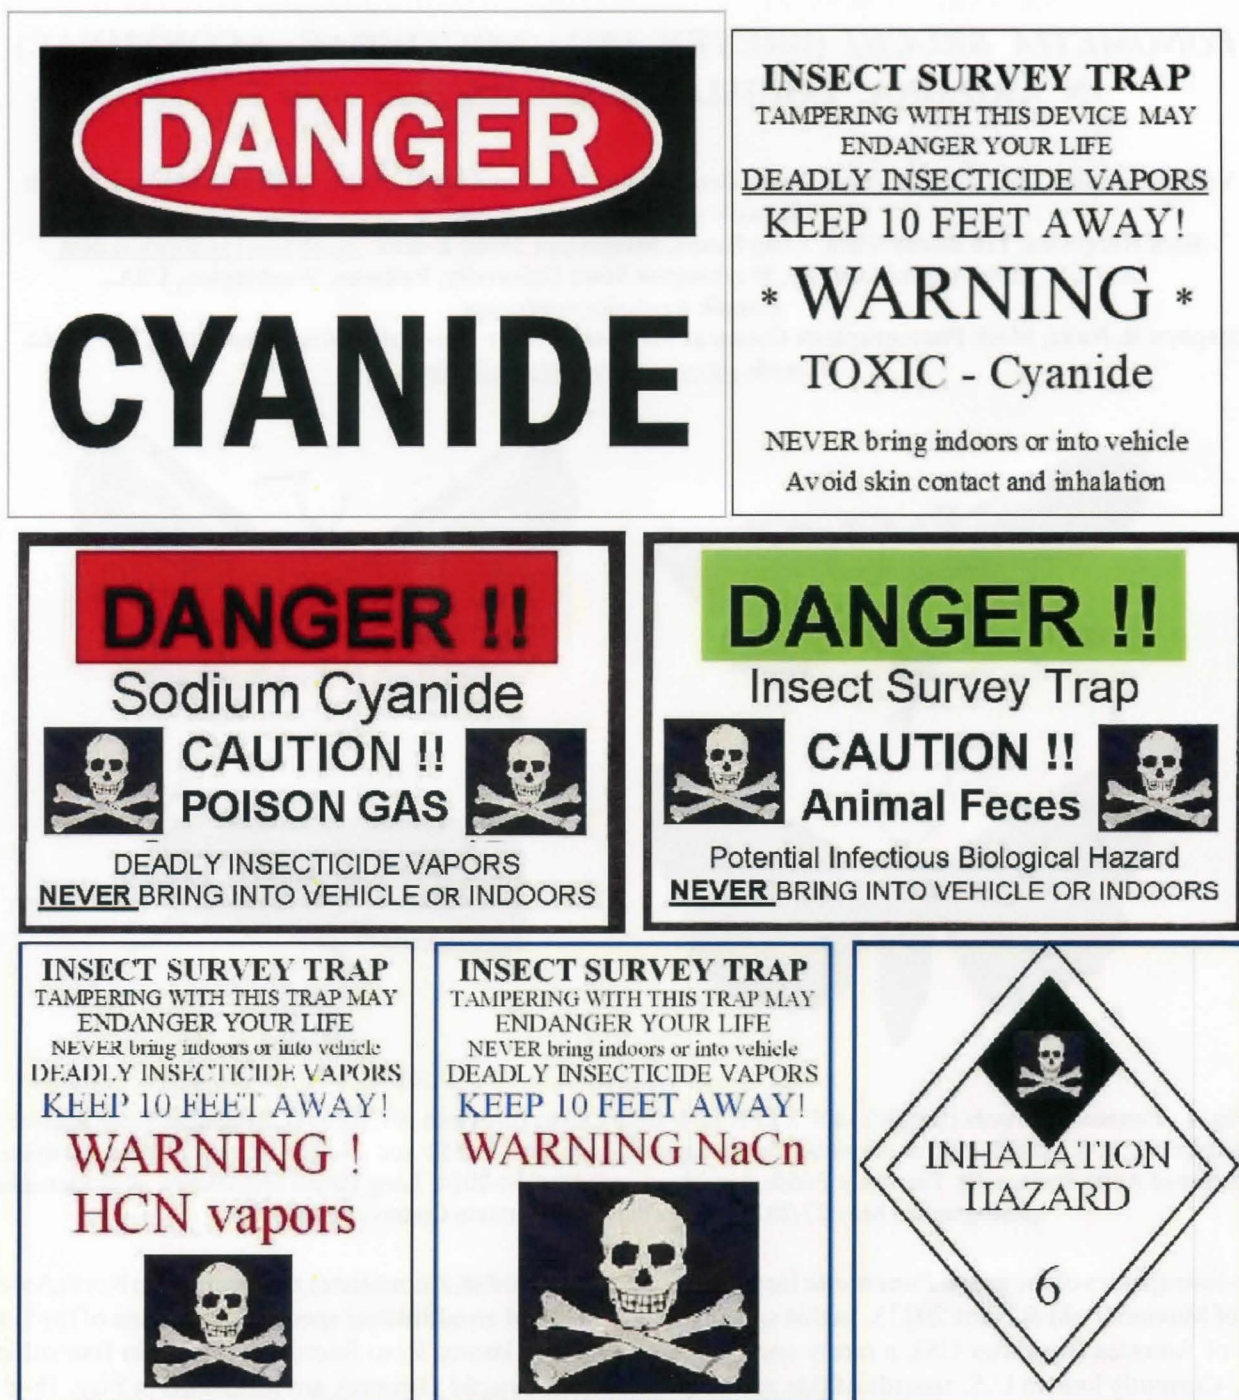 DANGER
CYANIDE
INSECT SURVEY TRAP
TAMPERING WITH THIS DEVICE MAY
ENDANGER YOUR LIFE
DEADLY INSECTICIDE VAPORS
KEEP 10 FEET AWAY!
* WARNING *
TOXIC - Cyanide
NEVER bring indoors or into vehicle
Avoid skin contact and inhalation
DANGER !!
Sodium Cyanide
CAUTION !!
POISON GAS
DEADLY INSECTICIDE VAPORS
NEVER BRING INTO VEHICLE OR INDOORS
DANGER !!
Insect Survey Trap
CAUTION !!
Animal Feces
Potential Infectious Biological Hazard
NEVER BRING INTO VEHICLE OR INDOORS
INSECT SURVEY TRAP
TAMPERING WITH THIS TRAP MAY
ENDANGER YOUR LIFE
NEVER bring indoors or into vehicle
DEADLY INSECTICIDE VAPORS
KEEP 10 FEET AWAY!
WARNING !
HCN vapors
INSECT SURVEY TRAP
TAMPERING WITH THIS TRAP MAY
ENDANGER YOUR LIFE
NEVER bring indoors or into vehicle
DEADLY INSECTICIDE VAPORS
KEEP 10 FEET AWAY!
WARNING NaCn
INHALATION
HAZARD
6